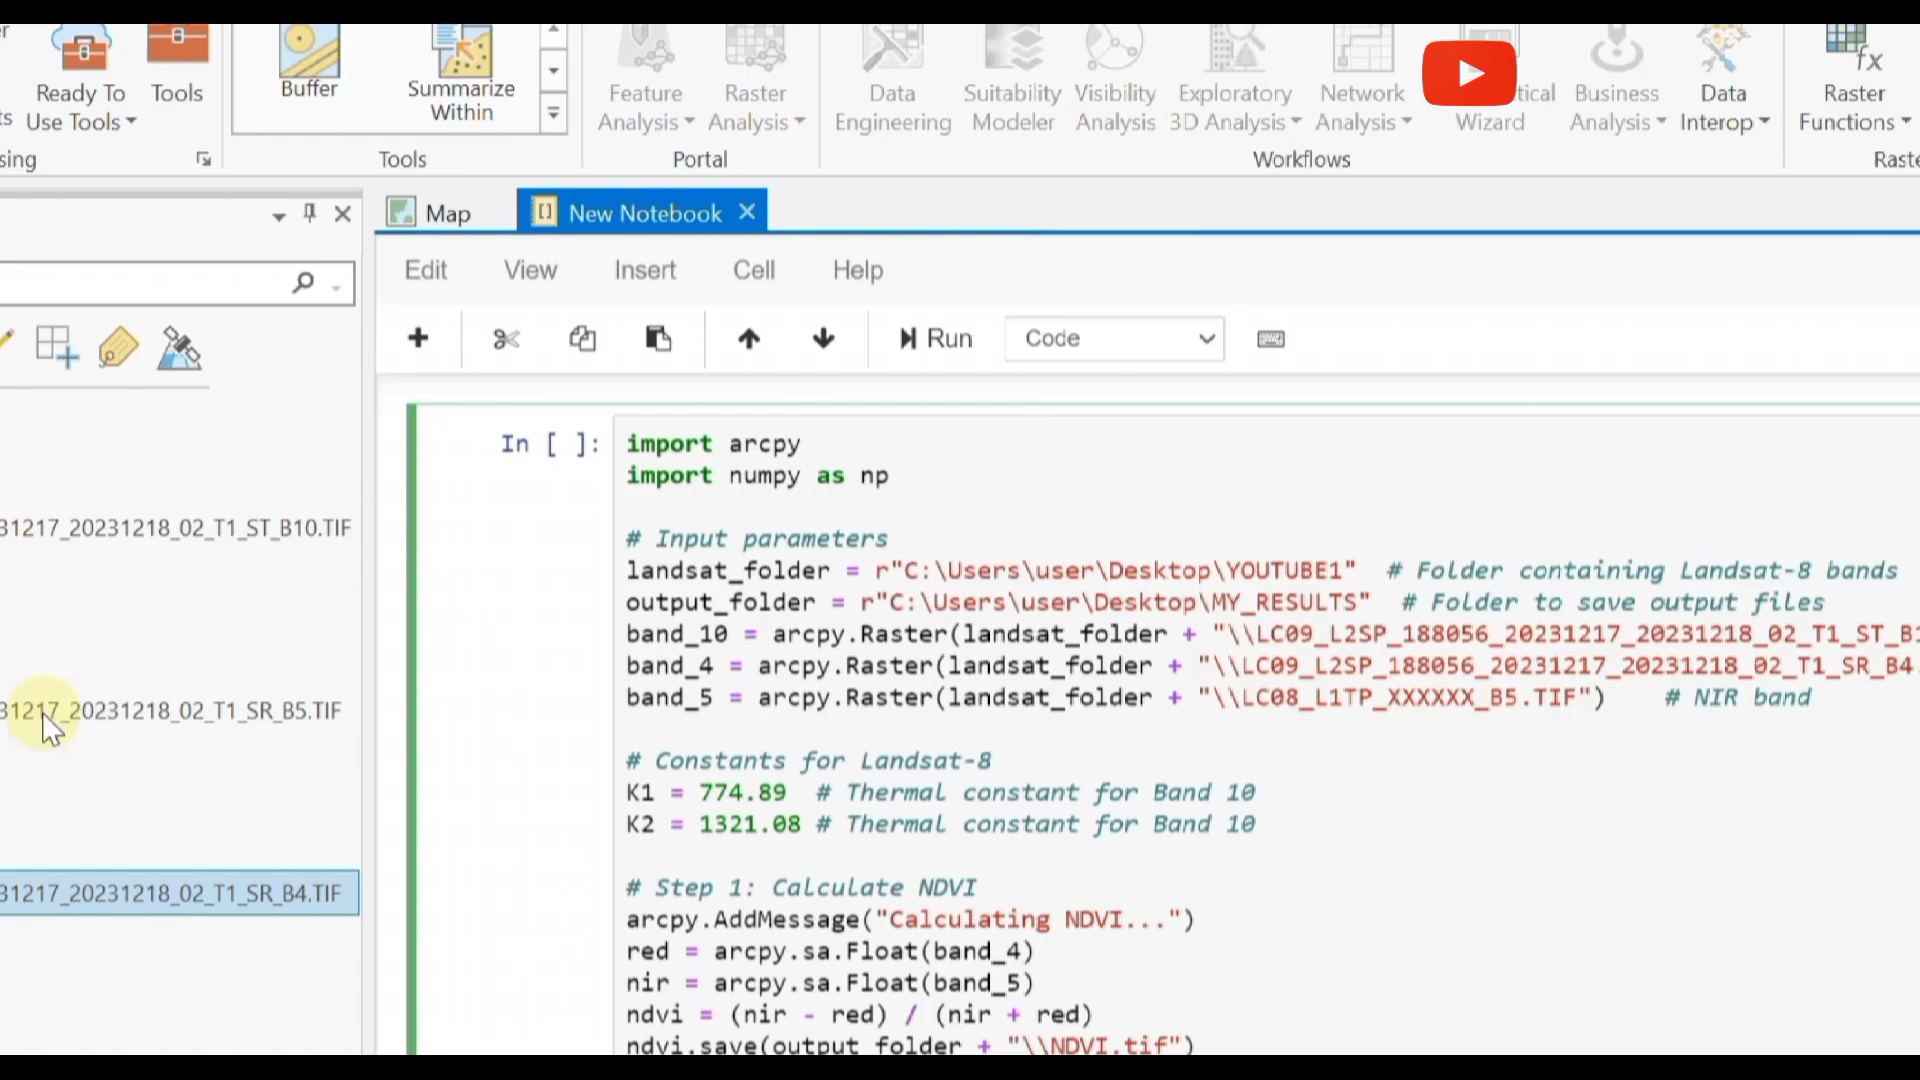 Ready To
Use Tools
Tools
Buffer
Summarize
Within
Feature
Analysis
Raster
Analysis
Data
Engineering
Suitability
Modeler
Visibility
Analysis
Exploratory
3D Analysis
Network
Analysis
tical
Wizard
Business
Analysis
Data
Interop
fx
Raster
Functions
sing
Tools
Portal
Workflows
Raste
Map
New Notebook
Edit View Insert Cell Help
Run
Code
31217_20231218_02_T1_ST_B10.TIF
31217_20231218_02_T1_SR_B5.TIF
31217_20231218_02_T1_SR_B4.TIF
In [ ]:
import arcpy
import numpy as np
# Input parameters
landsat_folder = r"C:\Users\user\Desktop\YOUTUBE1" # Folder containing Landsat-8 bands
output_folder = r"C:\Users\user\Desktop\MY_RESULTS" # Folder to save output files
band_10 = arcpy.Raster(landsat_folder + "\\LC09_L2SP_188056_20231217_20231218_02_T1_ST_B1
band_4 = arcpy.Raster(landsat_folder + "\\LC09_L2SP_188056_20231217_20231218_02_T1_SR_B4.
band_5 = arcpy.Raster(landsat_folder + "\\LC08_L1TP_XXXXXX_B5.TIF") # NIR band
# Constants for Landsat-8
K1 = 774.89 # Thermal constant for Band 10
K2 = 1321.08 # Thermal constant for Band 10
# Step 1: Calculate NDVI
arcpy.AddMessage("Calculating NDVI...")
red = arcpy.sa.Float(band_4)
nir = arcpy.sa.Float(band_5)
ndvi = (nir - red) / (nir + red)
ndvi.save(output_folder + "\\NDVI.tif")